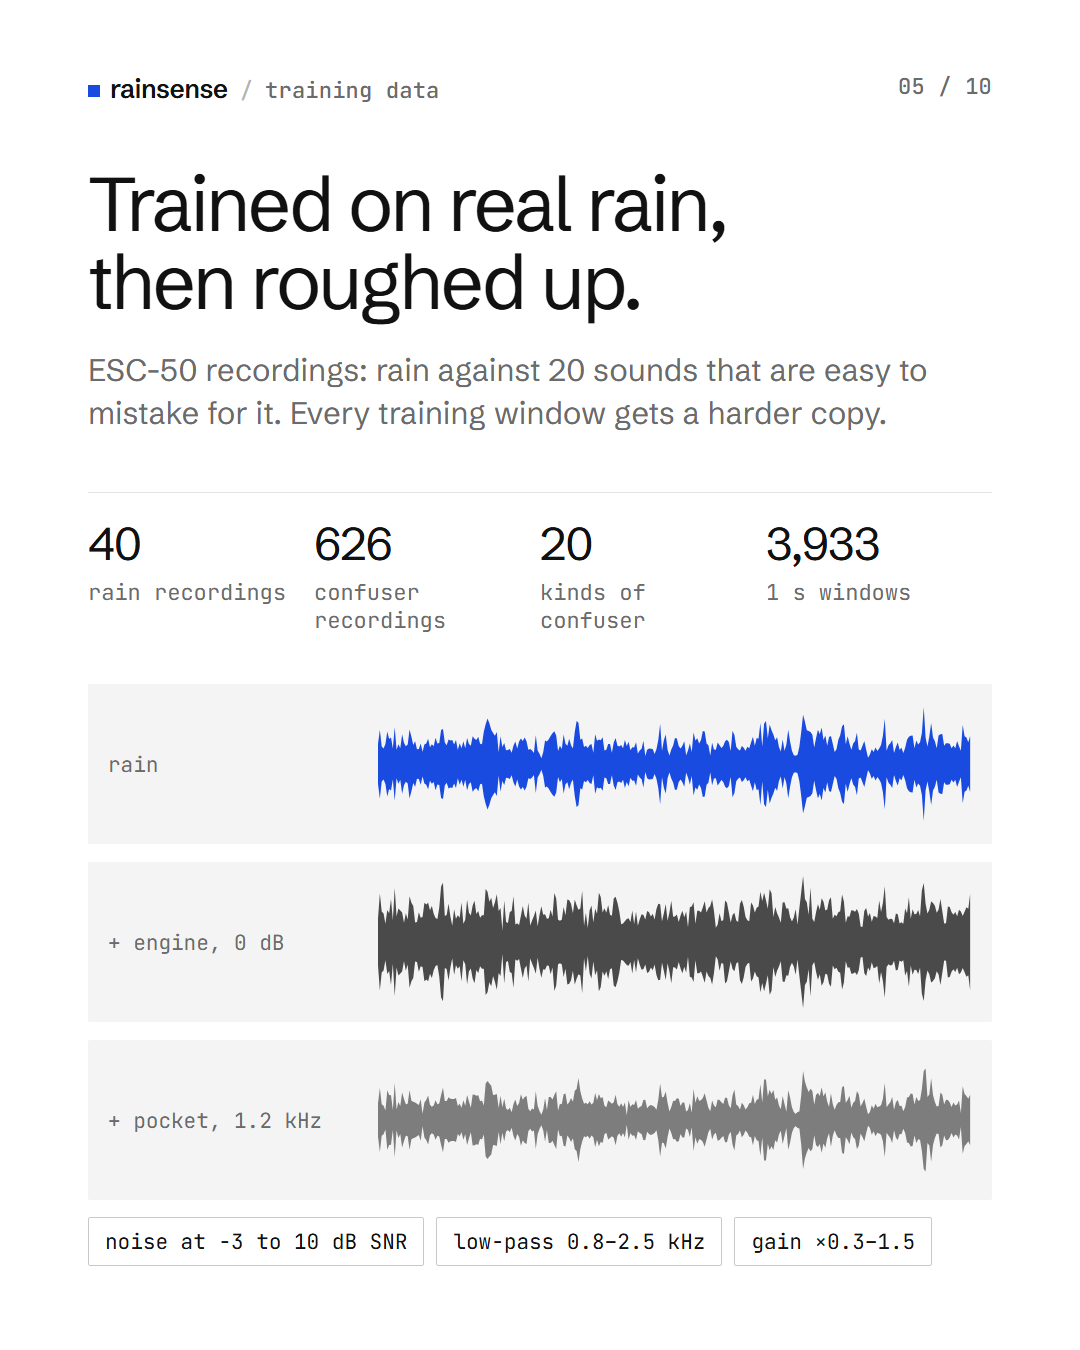 rainsense / training data
05 / 10
Trained on real rain,
then roughed up.
ESC-50 recordings: rain against 20 sounds that are easy to
mistake for it. Every training window gets a harder copy.
40
rain recordings
626
confuser
recordings
20
kinds of
confuser
3,933
1 s windows
rain
+ engine, 0 dB
+ pocket, 1.2 kHz
noise at -3 to 10 dB SNR
low-pass 0.8–2.5 kHz
gain ×0.3–1.5